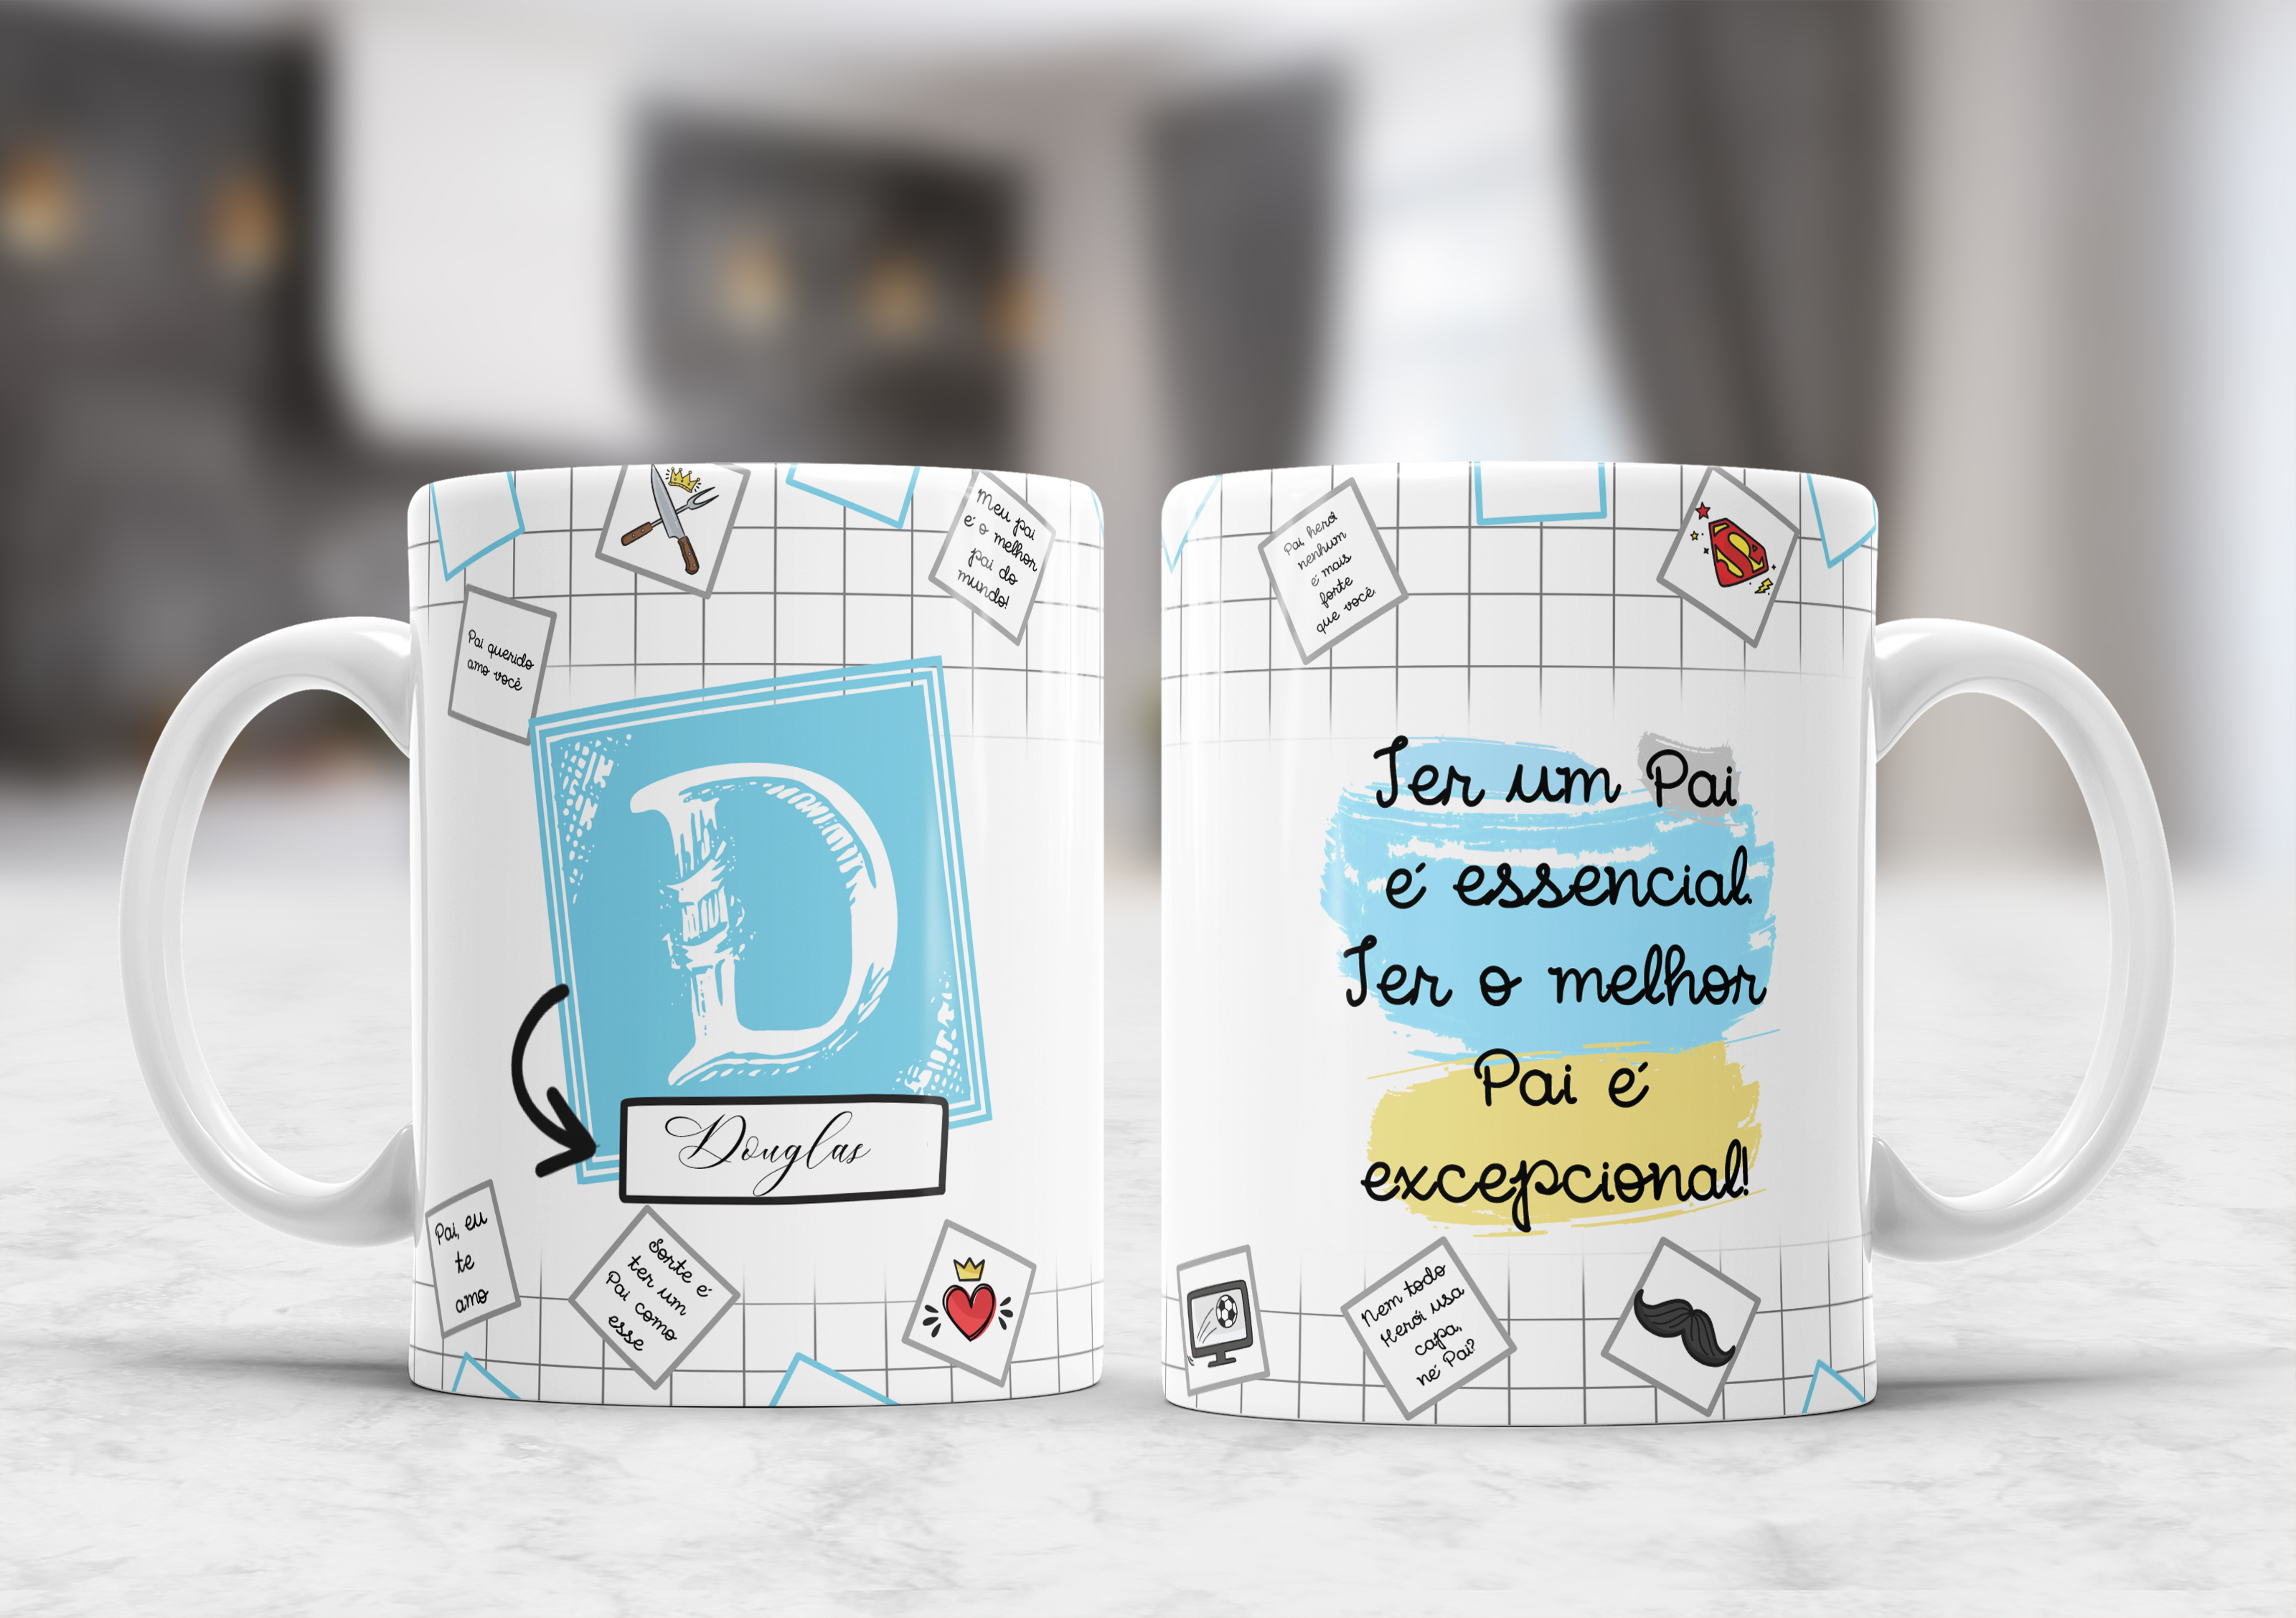 Meu pai
é o melhor
pai do
mundo!
Pai querido
amo você
D
Douglas
Pai, eu
te
amo
Sorte é
ter um
Pai como
esse
Pai, herói
nenhum
é mais
forte
que você
S
Ter um Pai
é essencial.
Ter o melhor
Pai é
excepcional!
Nem todo
Herói usa
capa,
né Pai?